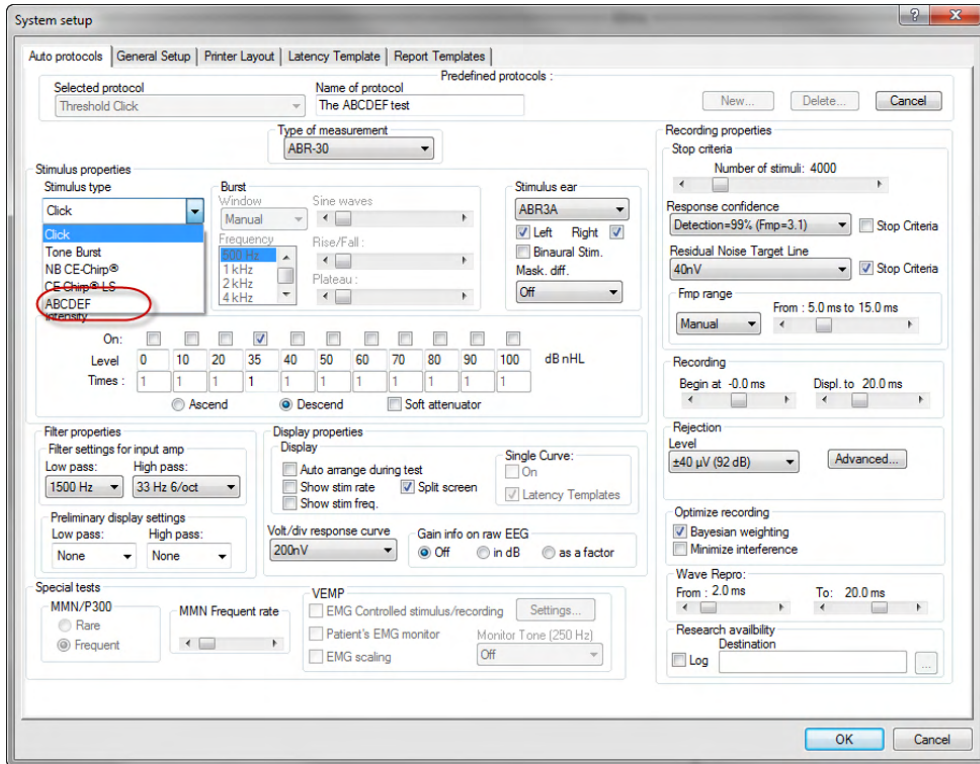 System setup
Auto protocols General Setup Printer Layout Latency Template Report Templates
Predefined protocols :
Selected protocol Name of protocol
Threshold Click The ABCDEF test New... Delete... Cancel
Type of measurement
ABR-30
Stimulus properties
Stimulus type
Click
Click
Tone Burst
NB CE-Chirp®
CE-Chirp® LS
ABCDEF
Burst
Window Sine waves
Manual
Frequency Rise/Fall :
500 Hz
1 kHz
2 kHz Plateau :
4 kHz
Stimulus ear
ABR3A
Left Right
Binaural Stim.
Mask. diff.
Off
Intensity
On:
Level 0 10 20 35 40 50 60 70 80 90 100 dB nHL
Times : 1 1 1 1 1 1 1 1 1 1 1
Ascend Descend Soft attenuator
Filter properties
Filter settings for input amp
Low pass: High pass:
1500 Hz 33 Hz 6/oct
Preliminary display settings
Low pass: High pass:
None None
Display properties
Display
Auto arrange during test
Show stim rate Split screen
Show stim freq.
Single Curve:
On
Latency Templates
Volt/div response curve
200nV
Gain info on raw EEG
Off in dB as a factor
Special tests
MMN/P300
Rare
Frequent
MMN Frequent rate
VEMP
EMG Controlled stimulus/recording Settings...
Patient's EMG monitor Monitor Tone (250 Hz)
EMG scaling Off
Recording properties
Stop criteria
Number of stimuli: 4000
Response confidence
Detection=99% (Fmp=3.1) Stop Criteria
Residual Noise Target Line
40nV Stop Criteria
Fmp range
From : 5.0 ms to 15.0 ms
Manual
Recording
Begin at -0.0 ms Displ. to 20.0 ms
Rejection
Level
±40 µV (92 dB) Advanced...
Optimize recording
Bayesian weighting
Minimize interference
Wave Repro:
From : 2.0 ms To: 20.0 ms
Research availbility
Destination
Log ...
OK Cancel